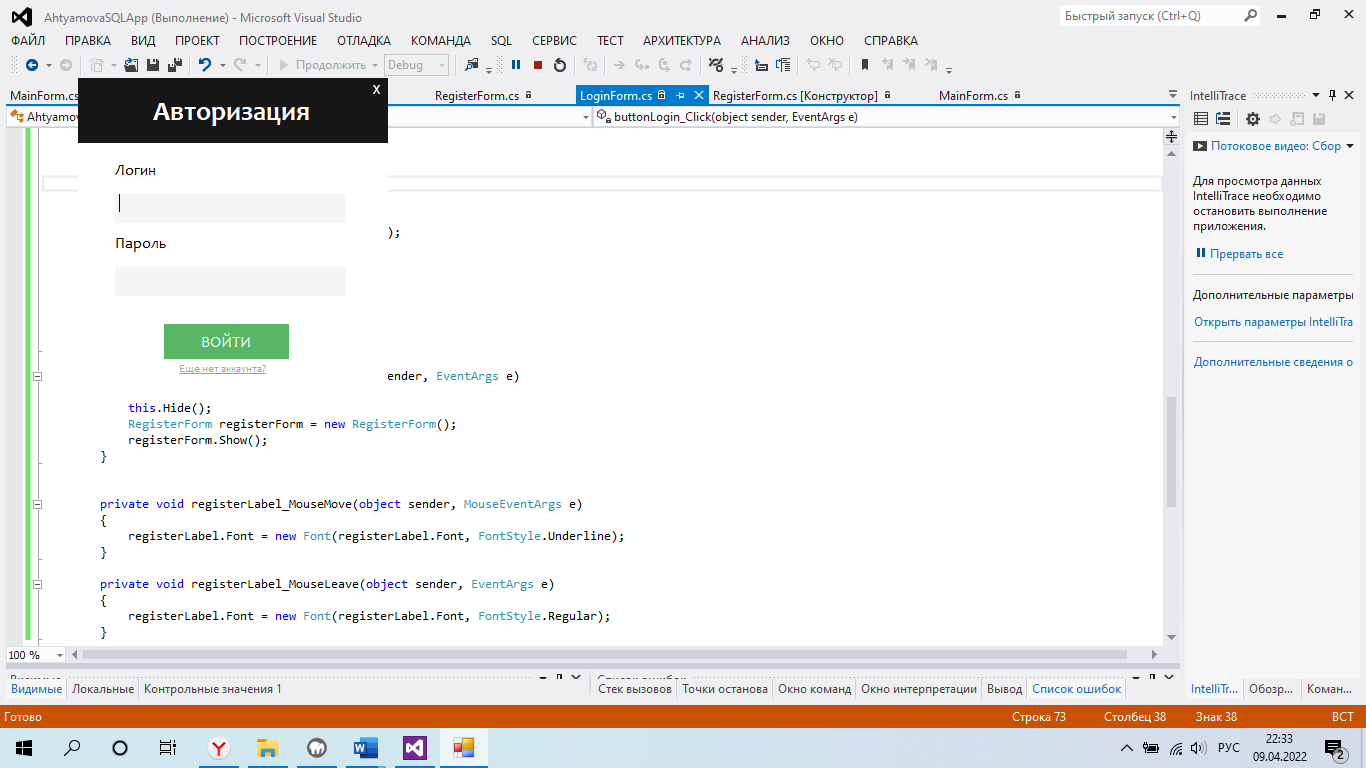 AhtyamovaSQLApp (Выполнение) - Microsoft Visual Studio
Быстрый запуск (Ctrl+Q)
ФАЙЛ ПРАВКА ВИД ПРОЕКТ ПОСТРОЕНИЕ ОТЛАДКА КОМАНДА SQL СЕРВИС ТЕСТ АРХИТЕКТУРА АНАЛИЗ ОКНО СПРАВКА
Продолжить Debug
MainForm.cs RegisterForm.cs LoginForm.cs RegisterForm.cs [Конструктор] MainForm.cs
Ahtyamov buttonLogin_Click(object sender, EventArgs e)
x
Авторизация
Логин
);
Пароль
ВОЙТИ
Еще нет аккаунта?
ender, EventArgs e)
this.Hide();
RegisterForm registerForm = new RegisterForm();
registerForm.Show();
}
private void registerLabel_MouseMove(object sender, MouseEventArgs e)
{
registerLabel.Font = new Font(registerLabel.Font, FontStyle.Underline);
}
private void registerLabel_MouseLeave(object sender, EventArgs e)
{
registerLabel.Font = new Font(registerLabel.Font, FontStyle.Regular);
}
100 %
IntelliTrace
Потоковое видео: Сбор
Для просмотра данных
IntelliTrace необходимо
остановить выполнение
приложения.
Прервать все
Дополнительные параметры
Открыть параметры IntelliTra
Дополнительные сведения о
Видимые Локальные Контрольные значения 1
Стек вызовов Точки останова Окно команд Окно интерпретации Вывод Список ошибок
IntelliTr... Обозр... Коман...
Готово Строка 73 Столбец 38 Знак 38 ВСТ
РУС
22:33
09.04.2022
2